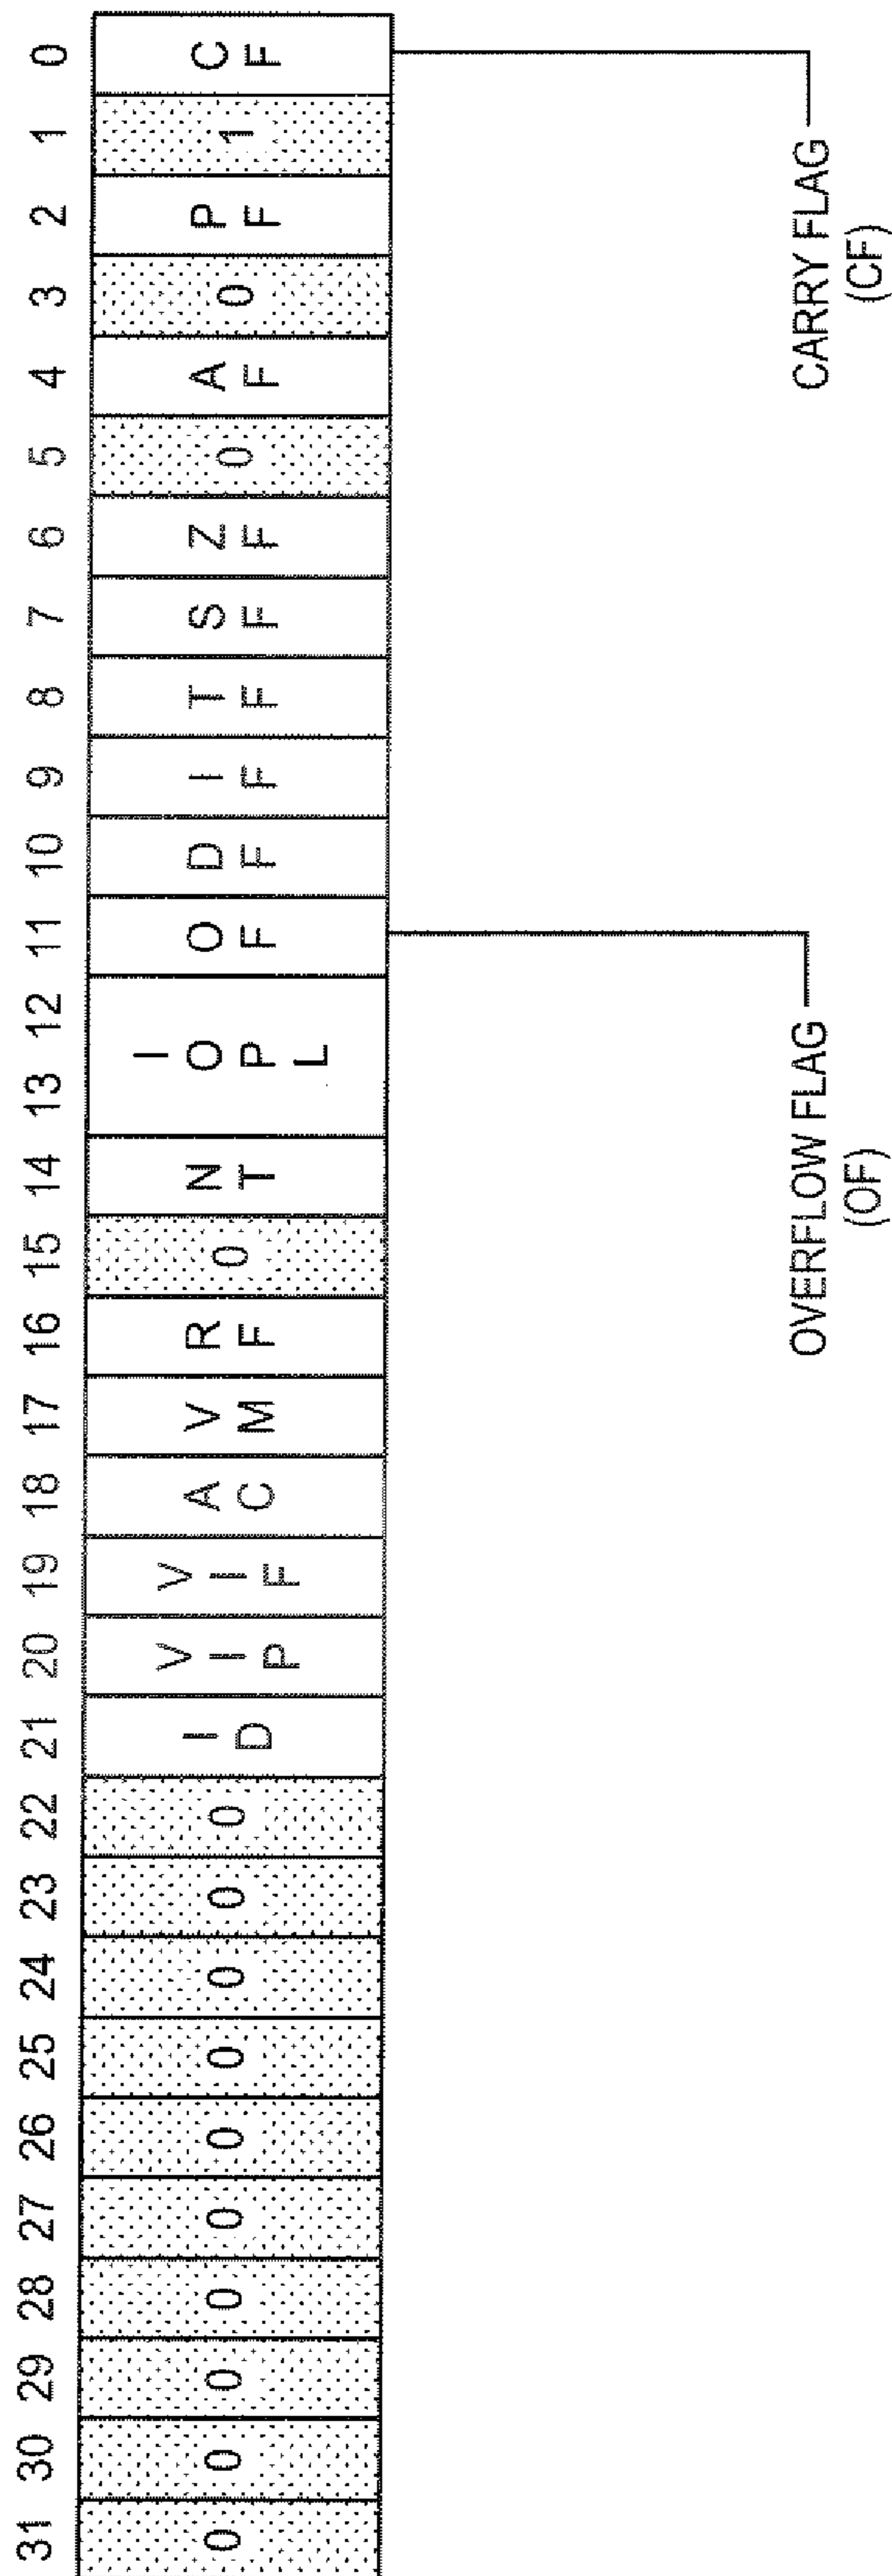 31 30 29 28 27 26 25 24 23 22 21 20 19 18 17 16 15 14 13 12 11 10 9 8 7 6 5 4 3 2 1 0
0 0 0 0 0 0 0 0 0 0 ID VIP VIF AC VM RF 0 NT IOPL OF DF IF TF SF ZF 0 AF 0 PF 1 CF
OVERFLOW FLAG
(OF)
CARRY FLAG
(CF)